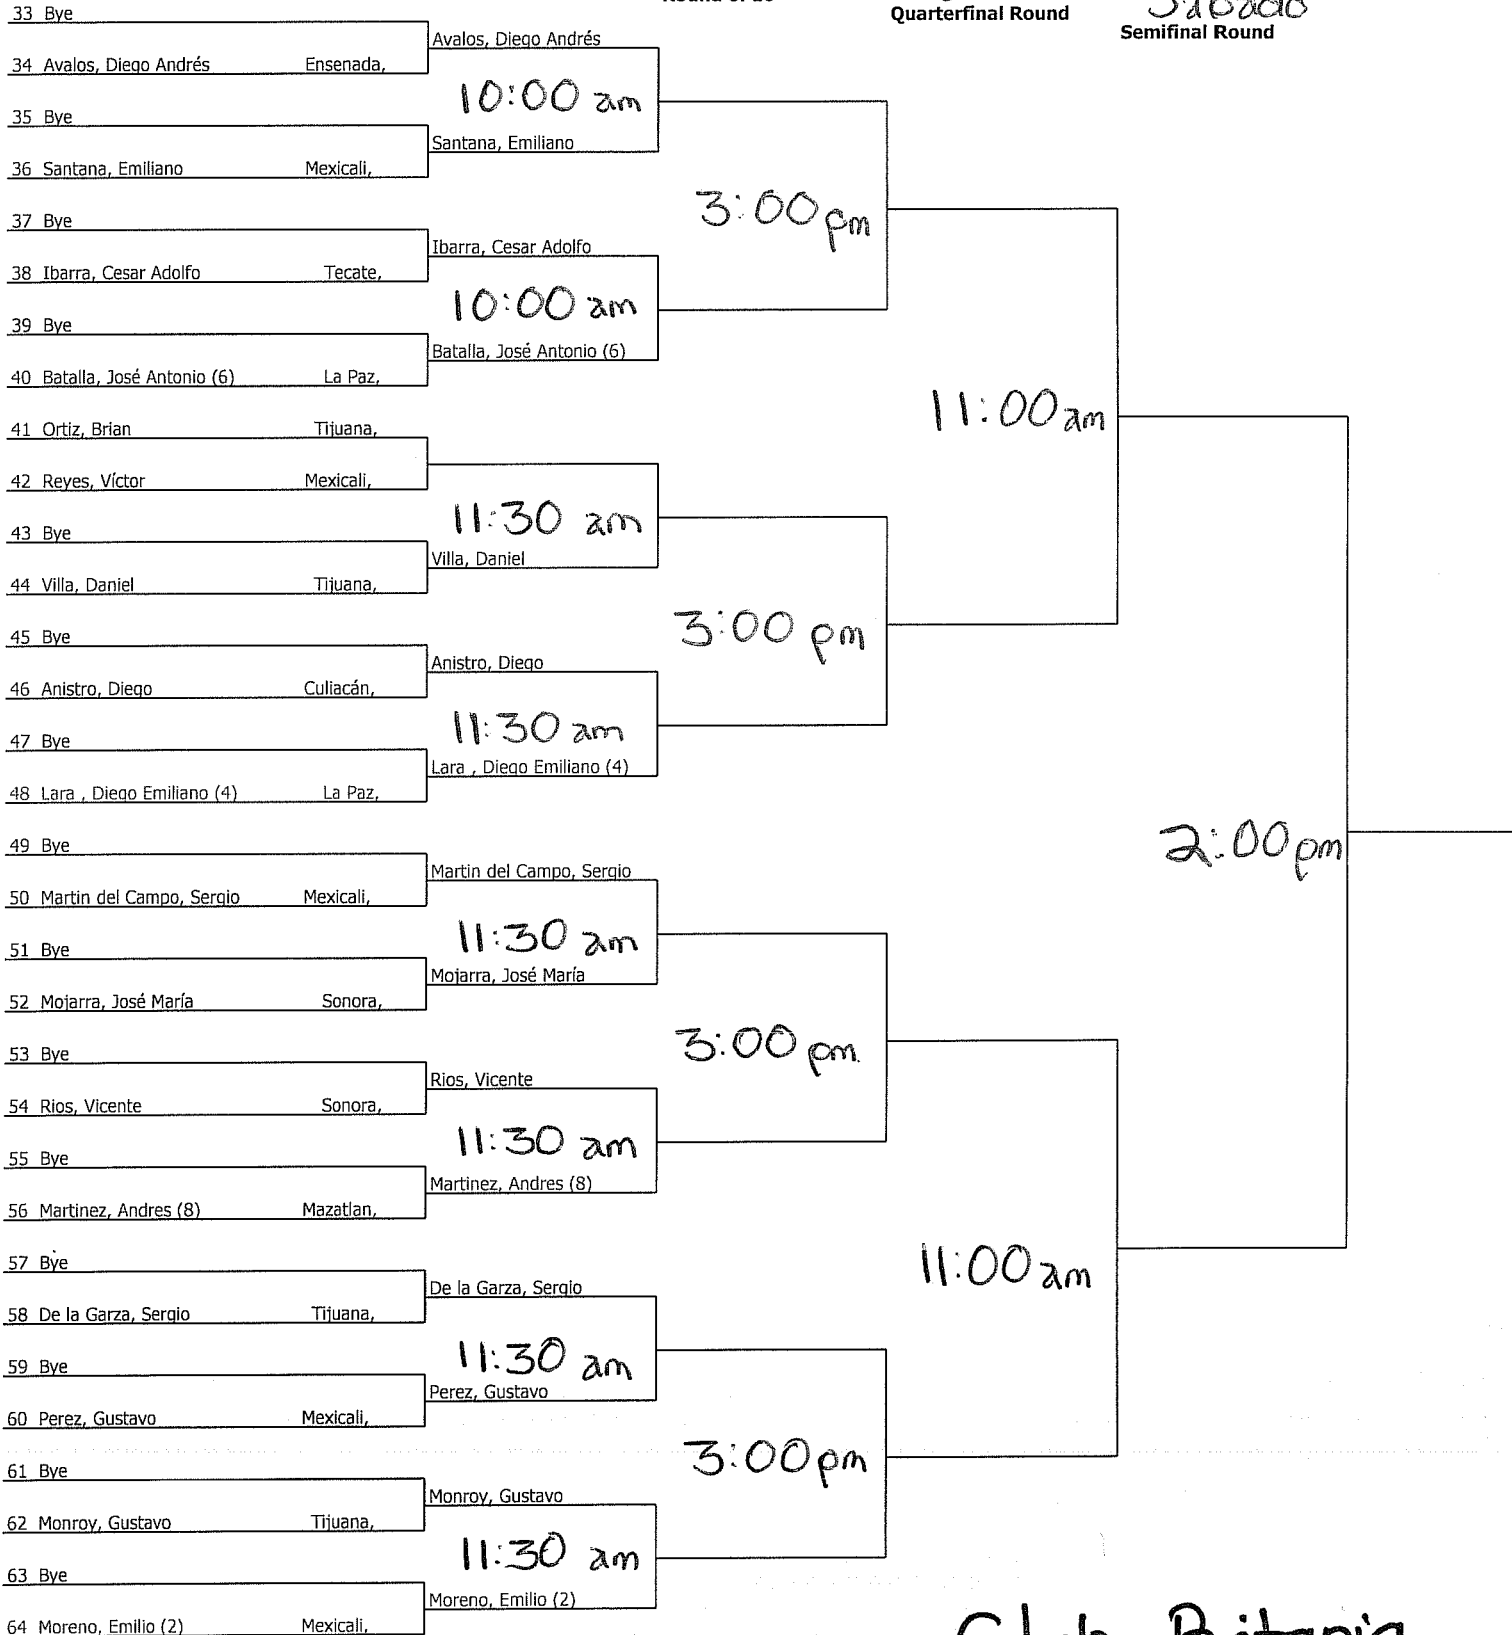 Quarterfinal Round
Sábado
Semifinal Round
33 Bye
Avalos, Diego Andrés
34 Avalos, Diego Andrés Ensenada,
10:00 am
35 Bye
Santana, Emiliano
36 Santana, Emiliano Mexicali,
3:00 pm
37 Bye
Ibarra, Cesar Adolfo
38 Ibarra, Cesar Adolfo Tecate,
10:00 am
39 Bye
Batalla, José Antonio (6)
40 Batalla, José Antonio (6) La Paz,
11:00 am
41 Ortiz, Brian Tijuana,
42 Reyes, Víctor Mexicali,
11:30 am
43 Bye
Villa, Daniel
44 Villa, Daniel Tijuana,
3:00 pm
45 Bye
Anistro, Diego
46 Anistro, Diego Culiacán,
11:30 am
47 Bye
Lara , Diego Emiliano (4)
48 Lara , Diego Emiliano (4) La Paz,
2:00 pm
49 Bye
Martin del Campo, Sergio
50 Martin del Campo, Sergio Mexicali,
11:30 am
51 Bye
Mojarra, José María
52 Mojarra, José María Sonora,
3:00 pm
53 Bye
Rios, Vicente
54 Rios, Vicente Sonora,
11:30 am
55 Bye
Martinez, Andres (8)
56 Martinez, Andres (8) Mazatlan,
57 Bye
11:00 am
De la Garza, Sergio
58 De la Garza, Sergio Tijuana,
11:30 am
59 Bye
Perez, Gustavo
60 Perez, Gustavo Mexicali,
3:00 pm
61 Bye
Monroy, Gustavo
62 Monroy, Gustavo Tijuana,
11:30 am
63 Bye
Moreno, Emilio (2)
64 Moreno, Emilio (2) Mexicali,
Club Britania